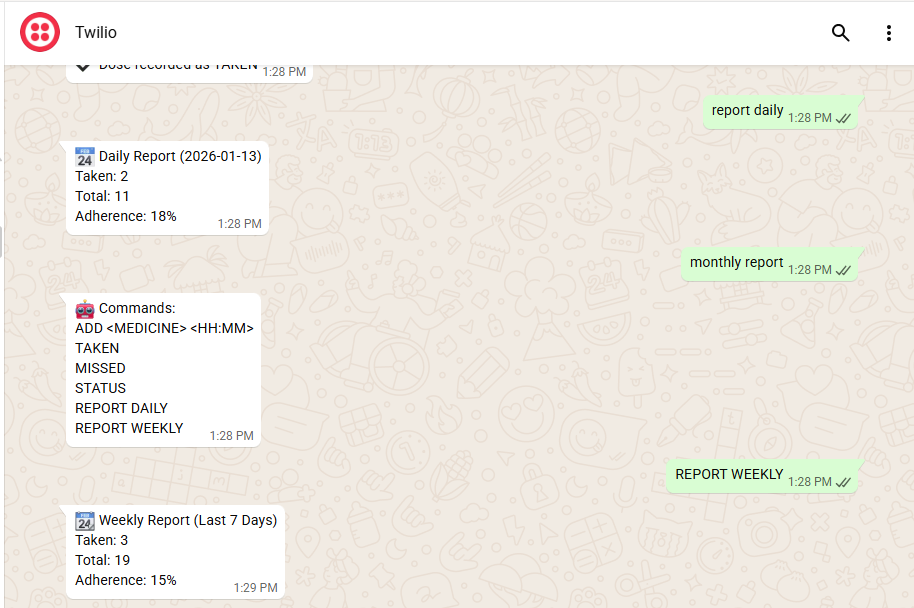 Twilio
Dose recorded as TAKEN 1:28 PM
report daily 1:28 PM
Daily Report (2026-01-13)
Taken: 2
Total: 11
Adherence: 18%
1:28 PM
monthly report 1:28 PM
Commands:
ADD <MEDICINE> <HH:MM>
TAKEN
MISSED
STATUS
REPORT DAILY
REPORT WEEKLY
1:28 PM
REPORT WEEKLY 1:28 PM
Weekly Report (Last 7 Days)
Taken: 3
Total: 19
Adherence: 15%
1:29 PM